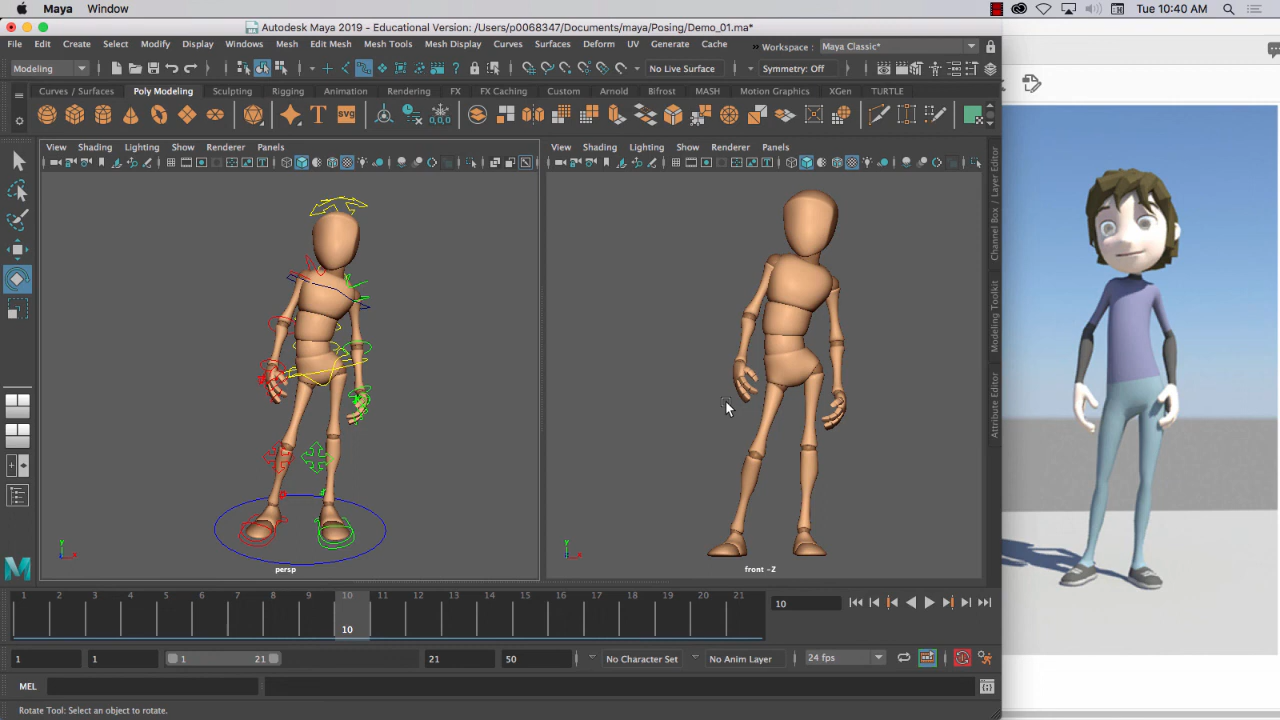 Maya Window Tue 10:40 AM
Autodesk Maya 2019 - Educational Version: /Users/p0068347/Documents/maya/Posing/Demo_01.ma*
File Edit Create Select Modify Display Windows Mesh Edit Mesh Mesh Tools Mesh Display Curves Surfaces Deform UV Generate Cache » Workspace : Maya Classic*
Modeling No Live Surface Symmetry: Off
Curves / Surfaces Poly Modeling Sculpting Rigging Animation Rendering FX FX Caching Custom Arnold Bifrost MASH Motion Graphics XGen TURTLE
T SVG 0,0,0
View Shading Lighting Show Renderer Panels
View Shading Lighting Show Renderer Panels
Channel Box / Layer Editor
Modeling Toolkit
Attribute Editor
Y X
persp
Y X
front -Z
1 2 3 4 5 6 7 8 9 10 11 12 13 14 15 16 17 18 19 20 21
10
10
1 1 1 21 21 50 No Character Set No Anim Layer 24 fps
MEL
Rotate Tool: Select an object to rotate.